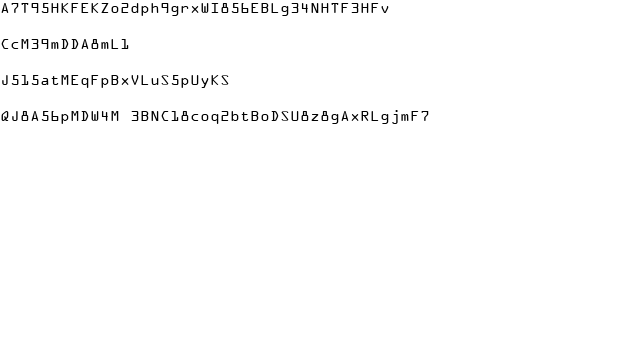 A7T95HKFEKZo2dph9grxWI856EBLg34NHTF3HFv
CcM39mDDA8mL1
J515atMEqFpBxVLuS5pUyKS
QJ8A56pMDW4M 3BNC18coq2btBoDSU8z8gAxRLgjmF7